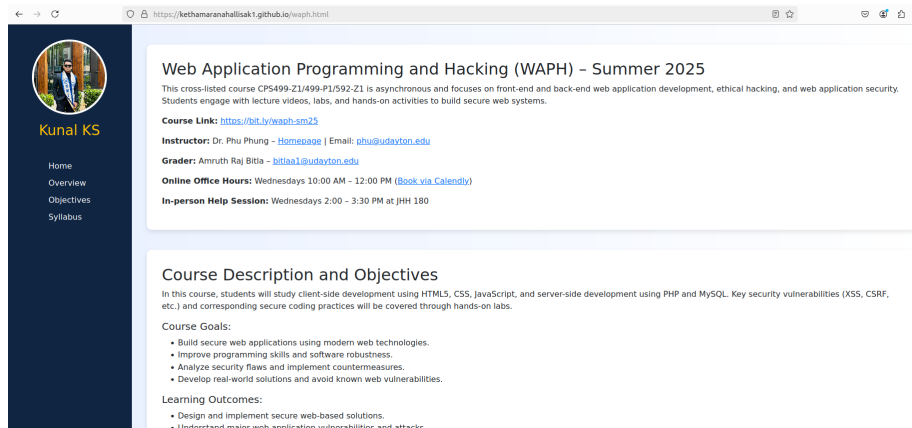 https://kethamaranahallisak1.github.io/waph.html
Kunal KS
Home
Overview
Objectives
Syllabus
Web Application Programming and Hacking (WAPH) – Summer 2025
This cross-listed course CPS499-Z1/499-P1/592-Z1 is asynchronous and focuses on front-end and back-end web application development, ethical hacking, and web application security.
Students engage with lecture videos, labs, and hands-on activities to build secure web systems.
Course Link: https://bit.ly/waph-sm25
Instructor: Dr. Phu Phung – Homepage | Email: phu@udayton.edu
Grader: Amruth Raj Bitla – bitlaa1@udayton.edu
Online Office Hours: Wednesdays 10:00 AM – 12:00 PM (Book via Calendly)
In-person Help Session: Wednesdays 2:00 – 3:30 PM at JHH 180
Course Description and Objectives
In this course, students will study client-side development using HTML5, CSS, JavaScript, and server-side development using PHP and MySQL. Key security vulnerabilities (XSS, CSRF,
etc.) and corresponding secure coding practices will be covered through hands-on labs.
Course Goals:
• Build secure web applications using modern web technologies.
• Improve programming skills and software robustness.
• Analyze security flaws and implement countermeasures.
• Develop real-world solutions and avoid known web vulnerabilities.
Learning Outcomes:
• Design and implement secure web-based solutions.
• Understand major web application vulnerabilities and attacks.